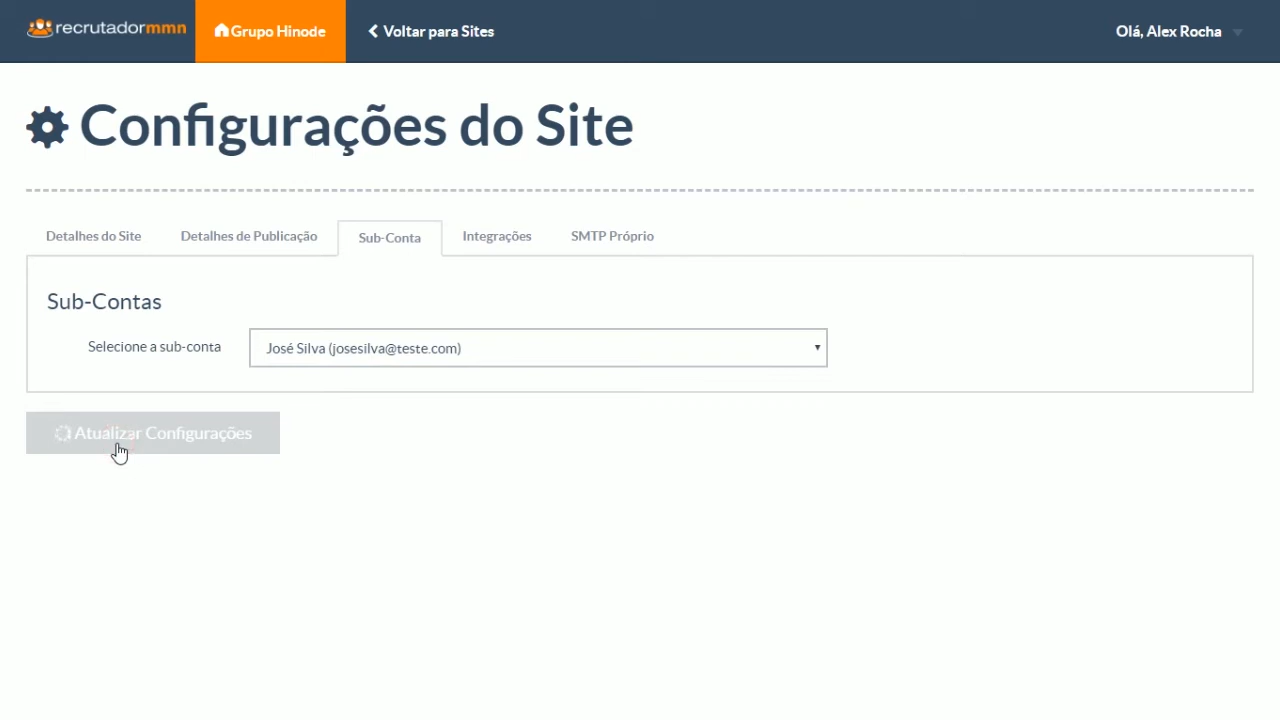 recrutadormmn
Grupo Hinode
Voltar para Sites
Olá, Alex Rocha
Configurações do Site
Detalhes do Site
Detalhes de Publicação
Sub-Conta
Integrações
SMTP Próprio
Sub-Contas
Selecione a sub-conta
José Silva (josesilva@teste.com)
Atualizar Configurações